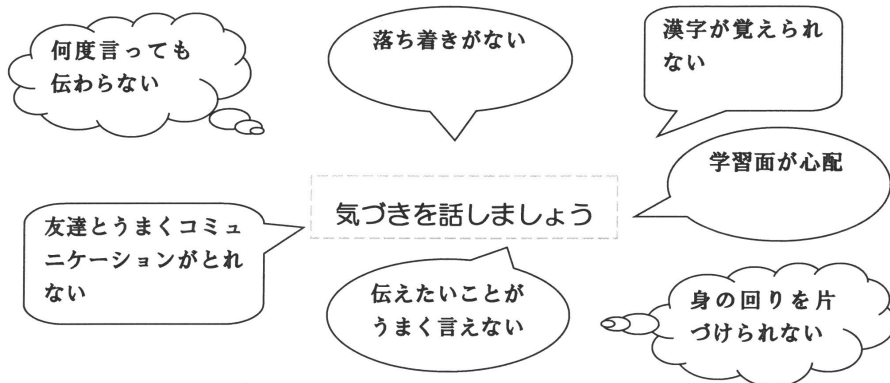 何度言っても
伝わらない
落ち着きがない
漢字が覚えられ
ない
学習面が心配
気づきを話しましょう
友達とうまくコミュ
ニケーションがとれ
ない
伝えたいことが
うまく言えない
身の回りを片
づけられない